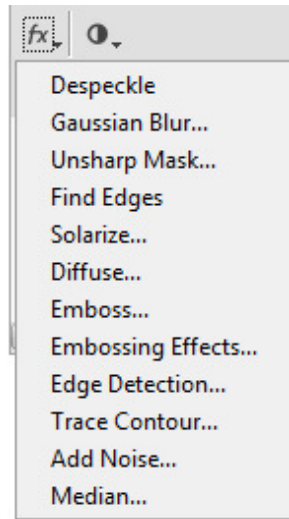 fx
Despeckle
Gaussian Blur...
Unsharp Mask...
Find Edges
Solarize...
Diffuse...
Emboss...
Embossing Effects...
Edge Detection...
Trace Contour...
Add Noise...
Median...